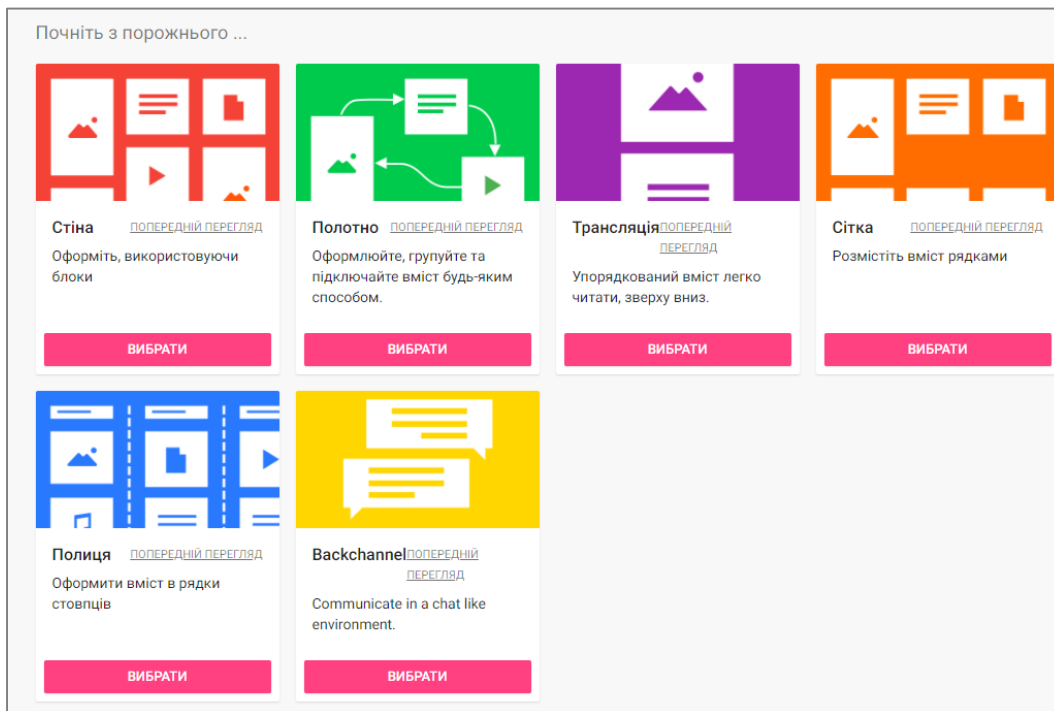 Почніть з порожнього ...
Стіна ПОПЕРЕДНІЙ ПЕРЕГЛЯД
Оформіть, використовуючи
блоки
ВИБРАТИ
Полотно ПОПЕРЕДНІЙ ПЕРЕГЛЯД
Оформлюйте, групуйте та
підключайте вміст будь-яким
способом.
ВИБРАТИ
Трансляція ПОПЕРЕДНІЙ
ПЕРЕГЛЯД
Упорядкований вміст легко
читати, зверху вниз.
ВИБРАТИ
Сітка ПОПЕРЕДНІЙ ПЕРЕГЛЯД
Розмістіть вміст рядками
ВИБРАТИ
Полиця ПОПЕРЕДНІЙ ПЕРЕГЛЯД
Оформити вміст в рядки
стовпців
ВИБРАТИ
Backchannel ПОПЕРЕДНІЙ
ПЕРЕГЛЯД
Communicate in a chat like
environment.
ВИБРАТИ